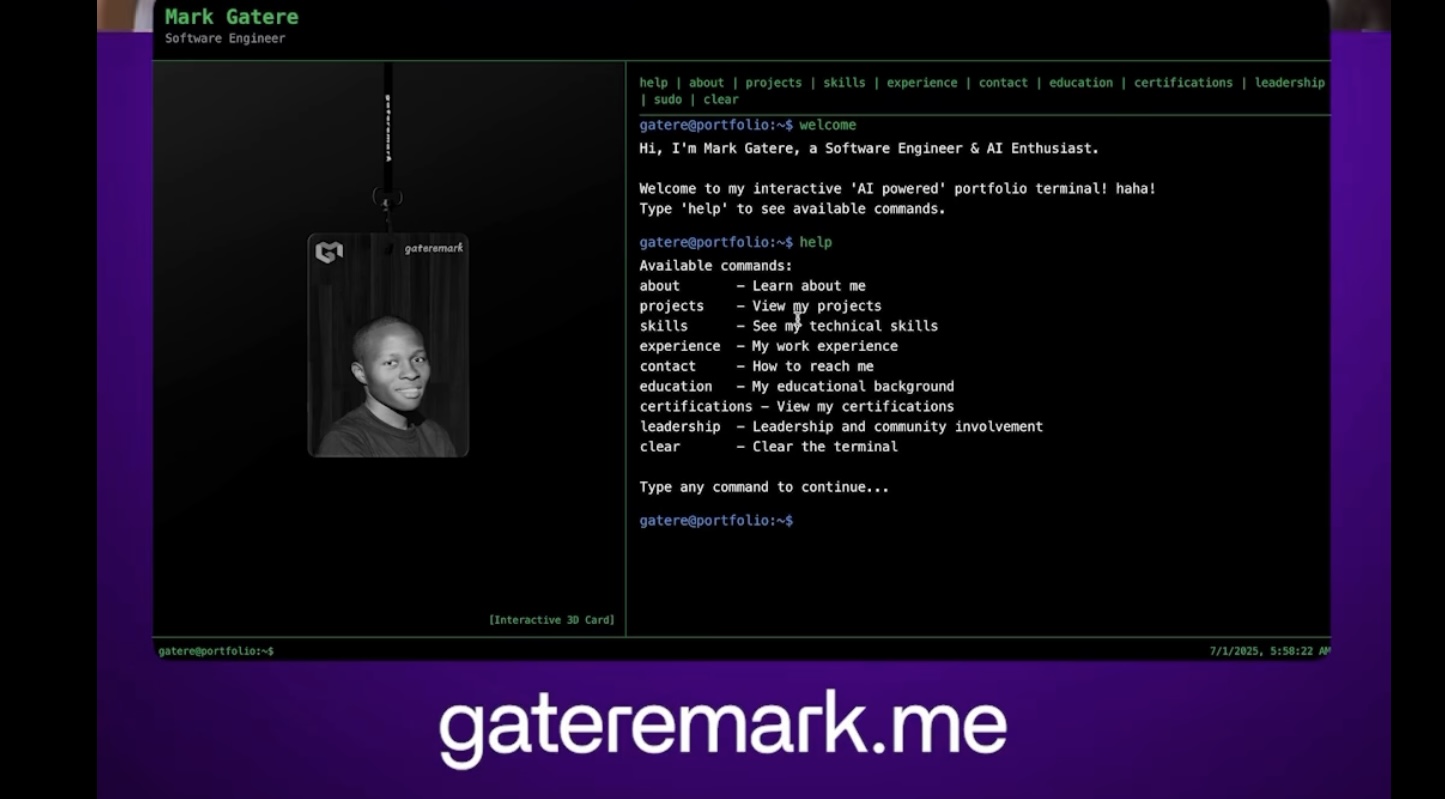 Mark Gatere
Software Engineer
gateremark
gateremark
[Interactive 3D Card]
help | about | projects | skills | experience | contact | education | certifications | leadership
| sudo | clear
gatere@portfolio:~$ welcome
Hi, I'm Mark Gatere, a Software Engineer & AI Enthusiast.
Welcome to my interactive 'AI powered' portfolio terminal! haha!
Type 'help' to see available commands.
gatere@portfolio:~$ help
Available commands:
about - Learn about me
projects - View my projects
skills - See my technical skills
experience - My work experience
contact - How to reach me
education - My educational background
certifications - View my certifications
leadership - Leadership and community involvement
clear - Clear the terminal
Type any command to continue...
gatere@portfolio:~$
gatere@portfolio:~$
7/1/2025, 5:58:22 AM
gateremark.me